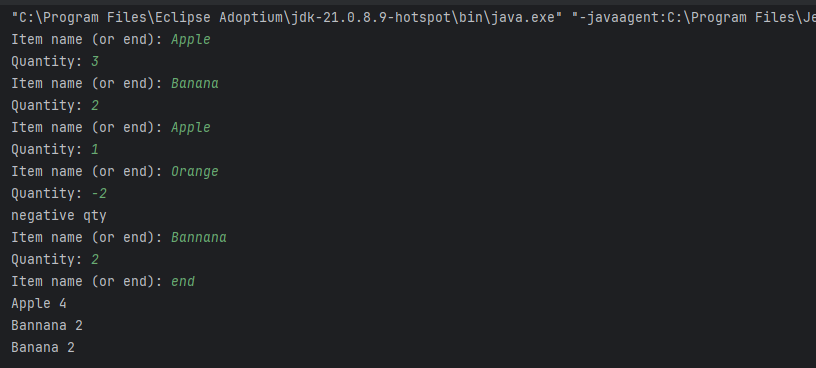 "C:\Program Files\Eclipse Adoptium\jdk-21.0.8.9-hotspot\bin\java.exe" "-javaagent:C:\Program Files\Je
Item name (or end): Apple
Quantity: 3
Item name (or end): Banana
Quantity: 2
Item name (or end): Apple
Quantity: 1
Item name (or end): Orange
Quantity: -2
negative qty
Item name (or end): Bannana
Quantity: 2
Item name (or end): end
Apple 4
Bannana 2
Banana 2